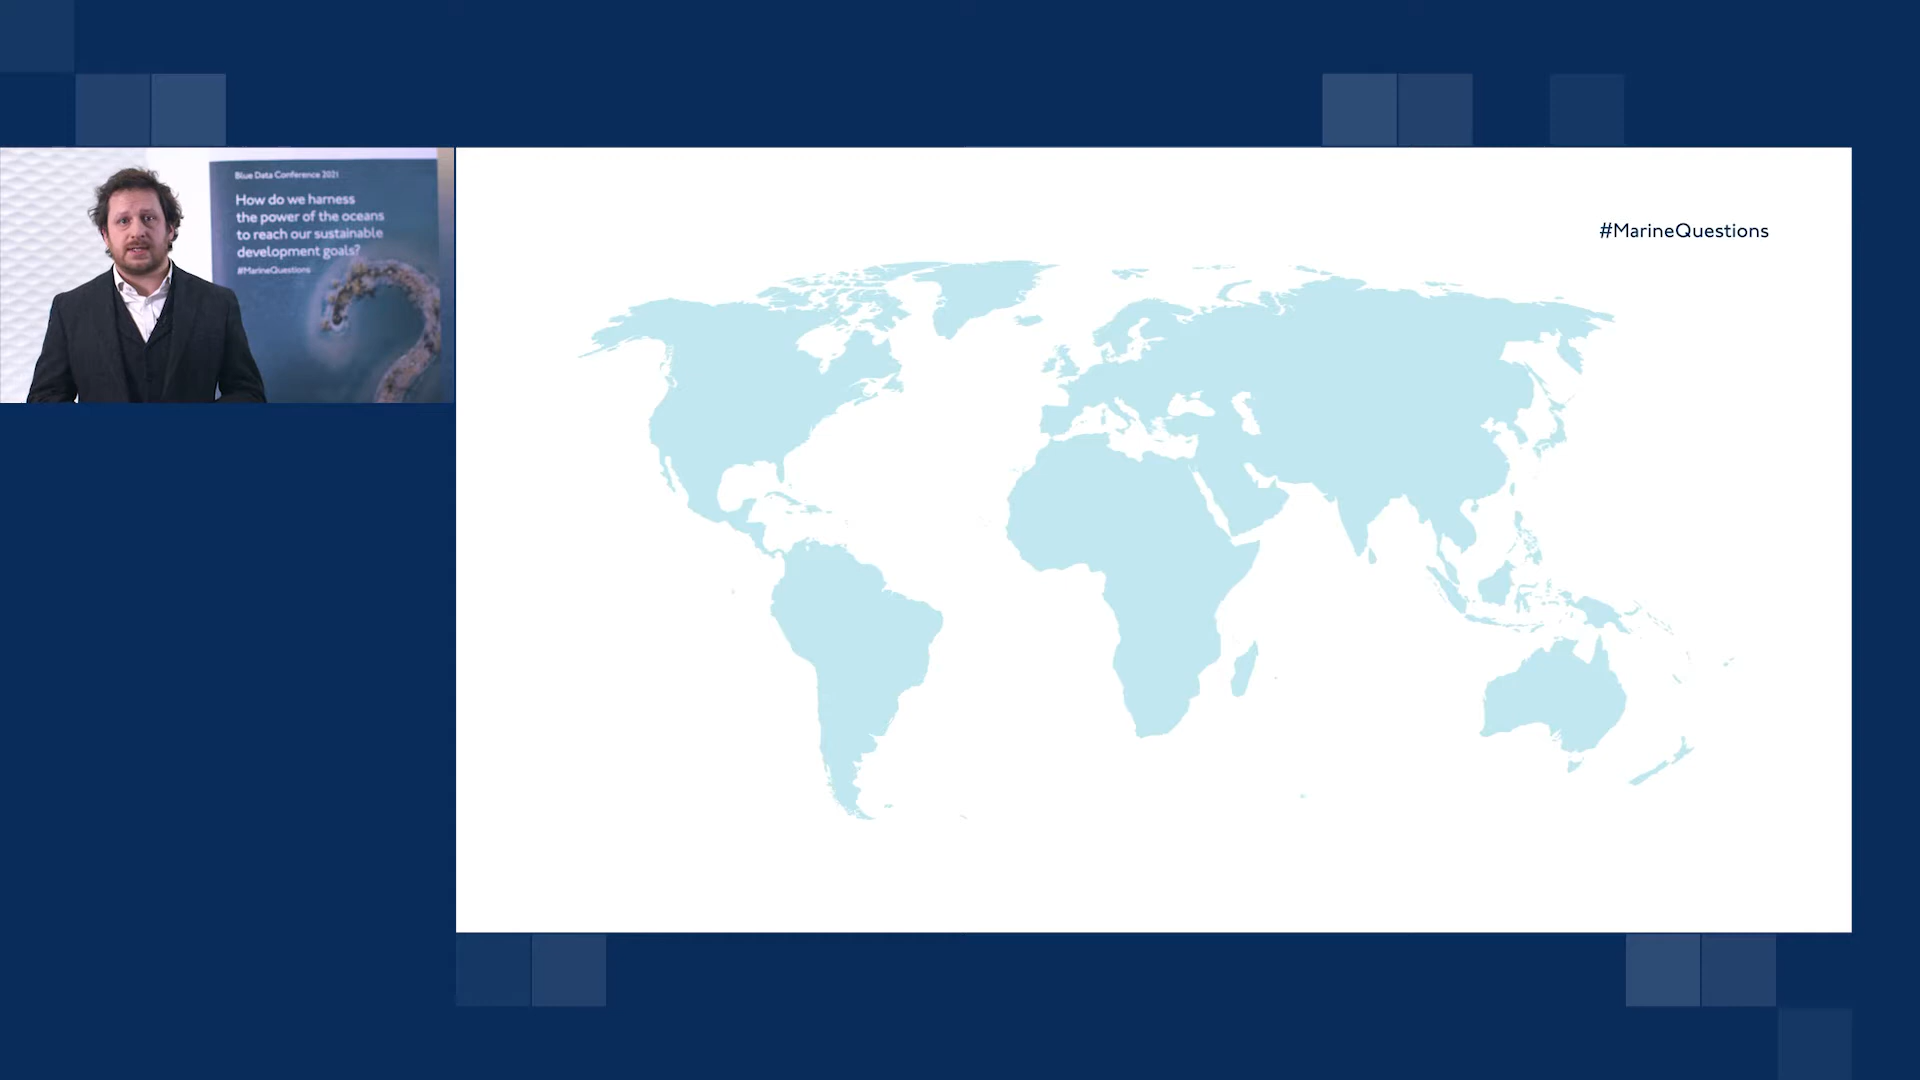 Blue Data Conference 2021
How do we harness
the power of the oceans
to reach our sustainable
development goals?
#MarineQuestions
#MarineQuestions